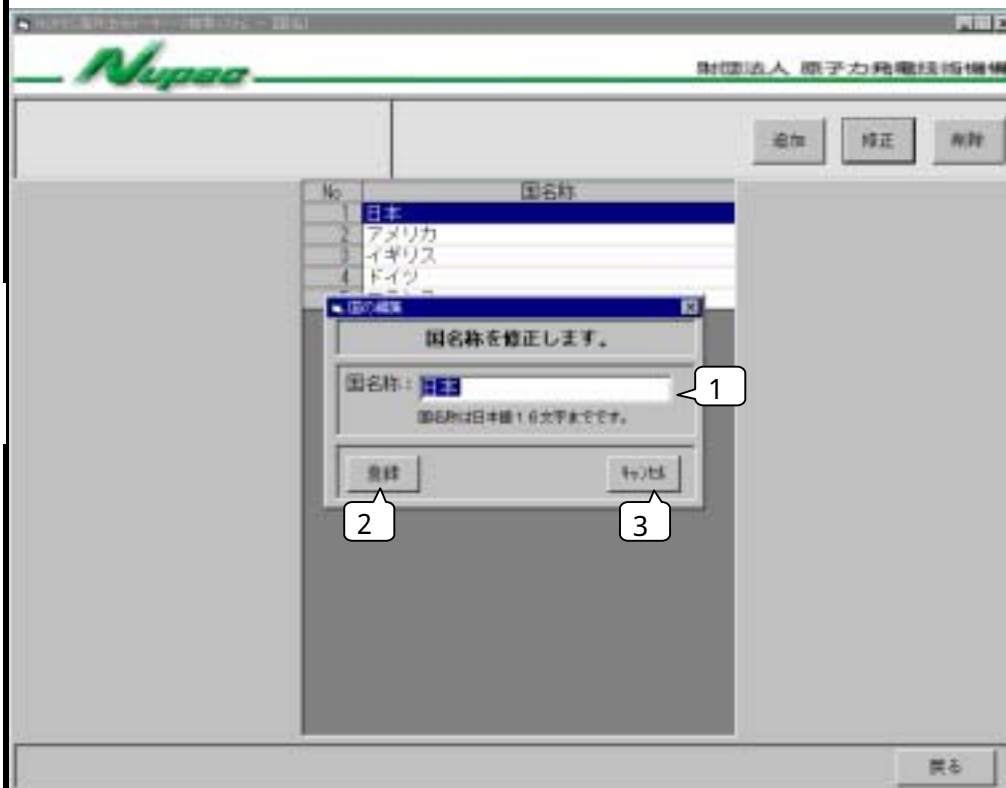 Nupec
財団法人 原子力発電技術機構
追加 修正 削除
No 国名称
1 日本
2 アメリカ
3 イギリス
4 ドイツ
国の編集
国名称を修正します。
国名称: 日本
1
国名称は日本語16文字までです。
登録 キャンセル
2 3
戻る